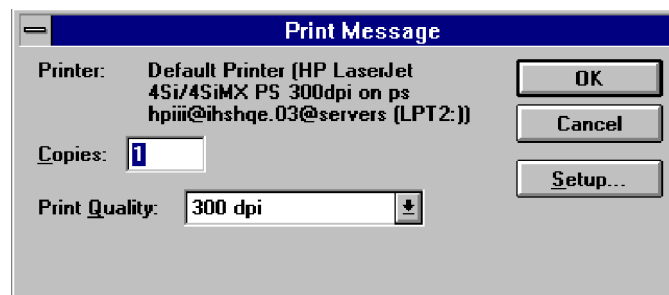 Print Message
Printer: Default Printer (HP LaserJet
4Si/4SiMX PS 300dpi on ps
hpiii@ihshqe.03@servers (LPT2:))
OK
Cancel
Copies: 1
Setup...
Print Quality: 300 dpi